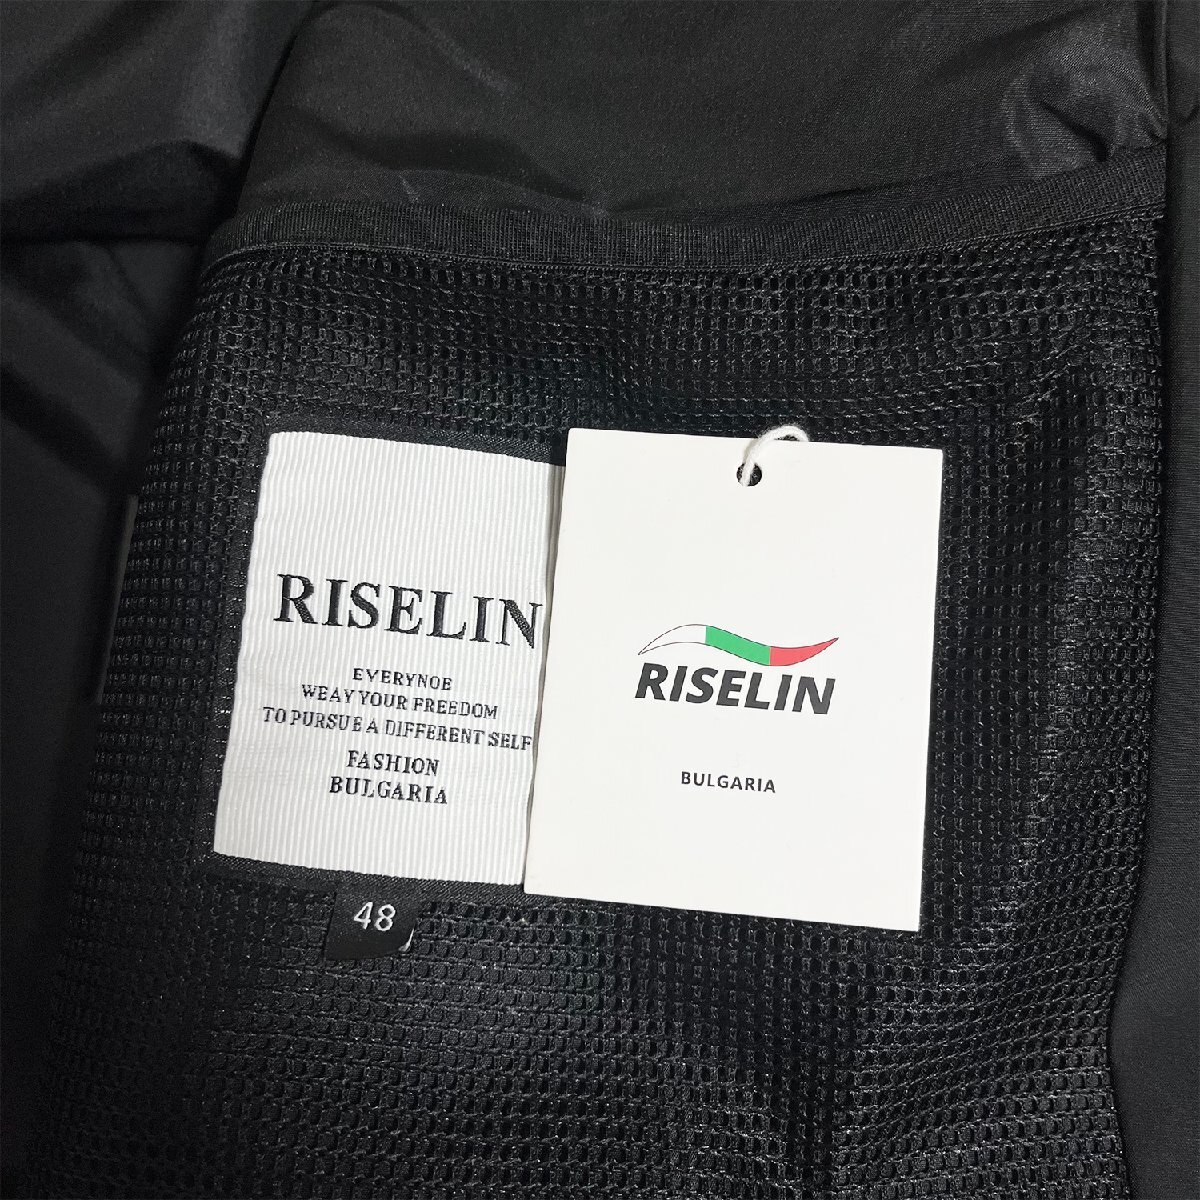 RISELIN
EVERYNOE
WEAY YOUR FREEDOM
TO PURSUE A DIFFERENT SELF
FASHION
BULGARIA
48
RISELIN
BULGARIA